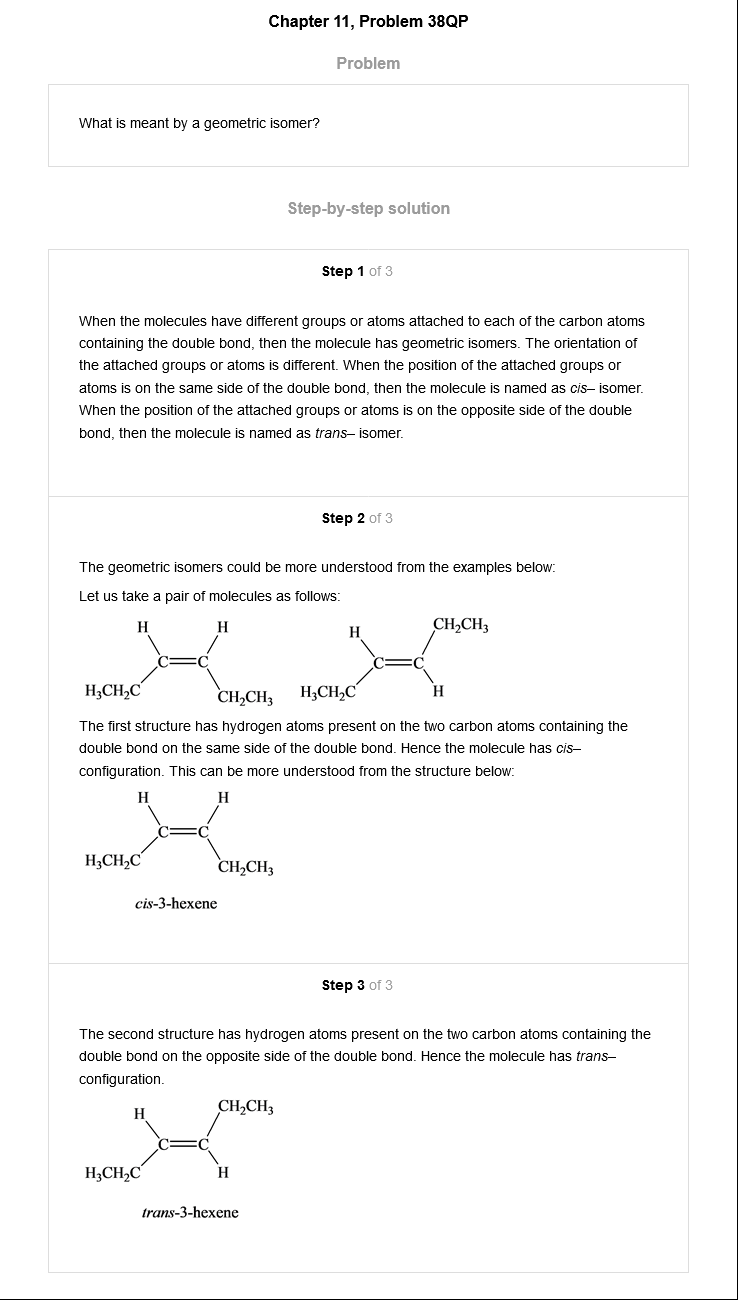 Chapter 11, Problem 38QP
Problem
What is meant by a geometric isomer?
Step-by-step solution
Step 1 of 3
When the molecules have different groups or atoms attached to each of the carbon atoms
containing the double bond, then the molecule has geometric isomers. The orientation of
the attached groups or atoms is different. When the position of the attached groups or
atoms is on the same side of the double bond, then the molecule is named as cis– isomer.
When the position of the attached groups or atoms is on the opposite side of the double
bond, then the molecule is named as trans– isomer.
Step 2 of 3
The geometric isomers could be more understood from the examples below:
Let us take a pair of molecules as follows:
H H H CH₂CH₃
C C C C
H₃CH₂C CH₂CH₃ H₃CH₂C H
The first structure has hydrogen atoms present on the two carbon atoms containing the
double bond on the same side of the double bond. Hence the molecule has cis–
configuration. This can be more understood from the structure below:
H H
C C
H₃CH₂C CH₂CH₃
cis-3-hexene
Step 3 of 3
The second structure has hydrogen atoms present on the two carbon atoms containing the
double bond on the opposite side of the double bond. Hence the molecule has trans–
configuration.
H CH₂CH₃
C C
H₃CH₂C H
trans-3-hexene